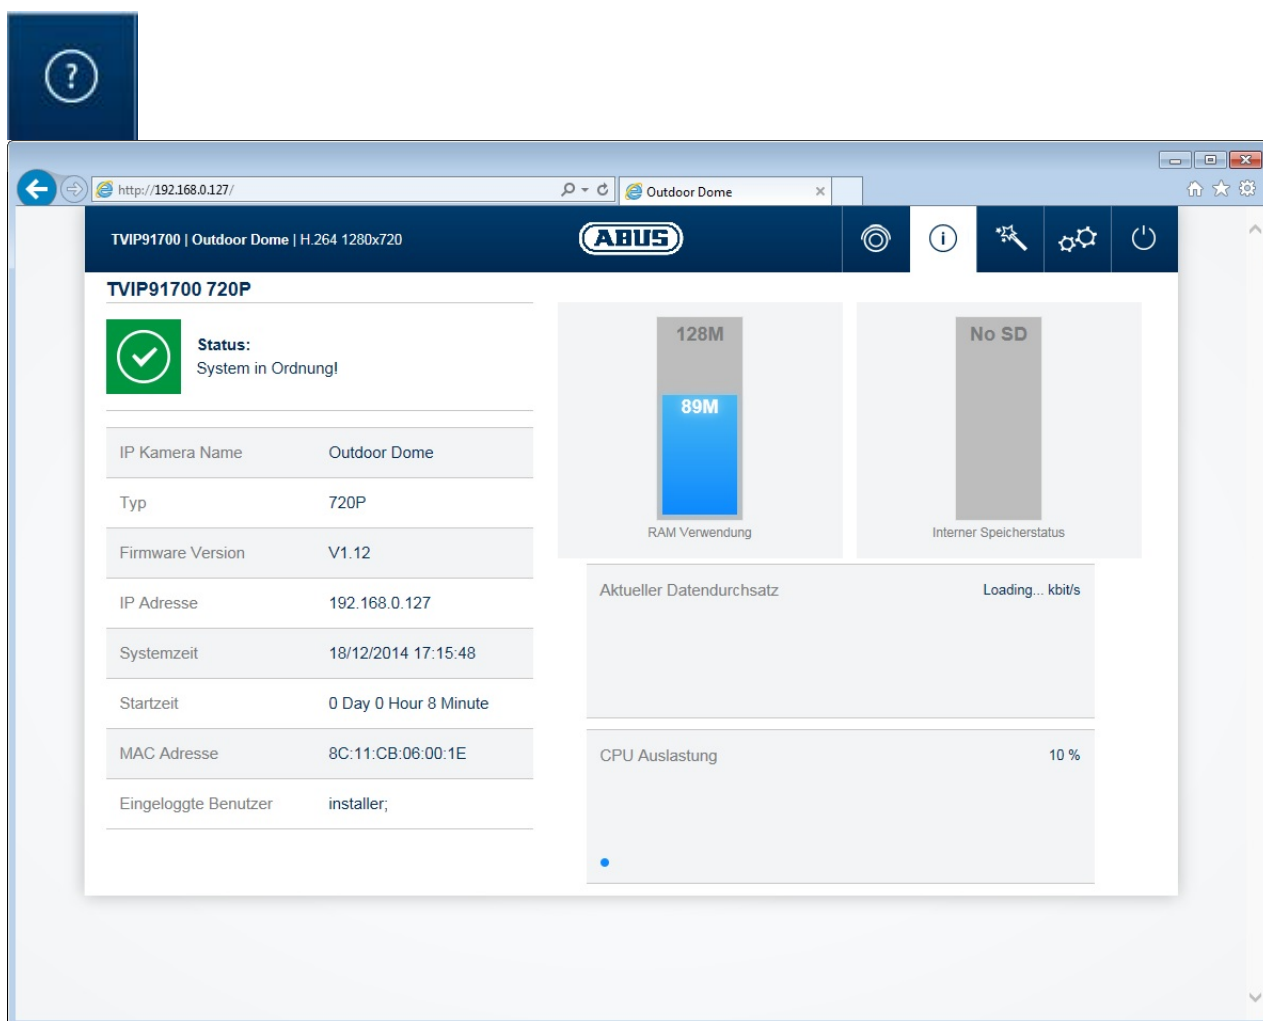 ?
http://192.168.0.127/
Outdoor Dome
TVIP91700 | Outdoor Dome | H.264 1280x720
ABUS
i
TVIP91700 720P
Status:
System in Ordnung!
IP Kamera Name Outdoor Dome
Typ 720P
Firmware Version V1.12
IP Adresse 192.168.0.127
Systemzeit 18/12/2014 17:15:48
Startzeit 0 Day 0 Hour 8 Minute
MAC Adresse 8C:11:CB:06:00:1E
Eingeloggte Benutzer installer;
128M
89M
RAM Verwendung
No SD
Interner Speicherstatus
Aktueller Datendurchsatz Loading... kbit/s
CPU Auslastung 10 %